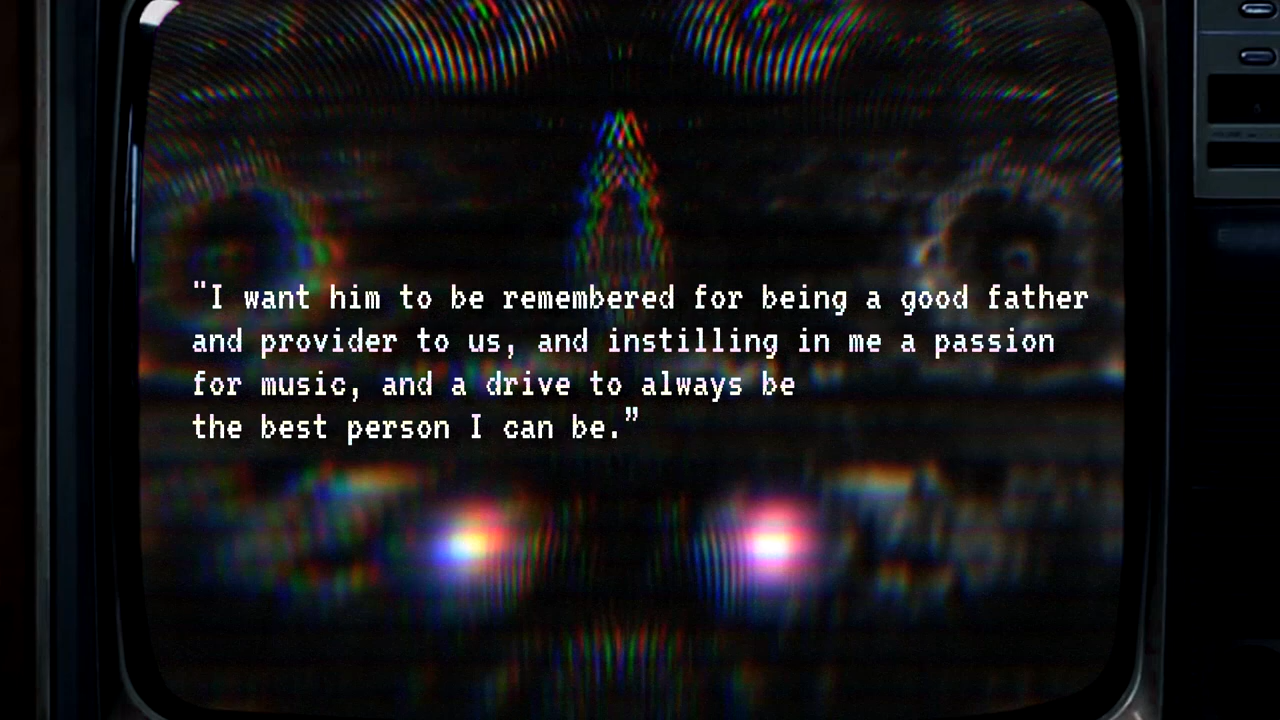 "I want him to be remembered for being a good father
and provider to us, and instilling in me a passion
for music, and a drive to always be
the best person I can be.”